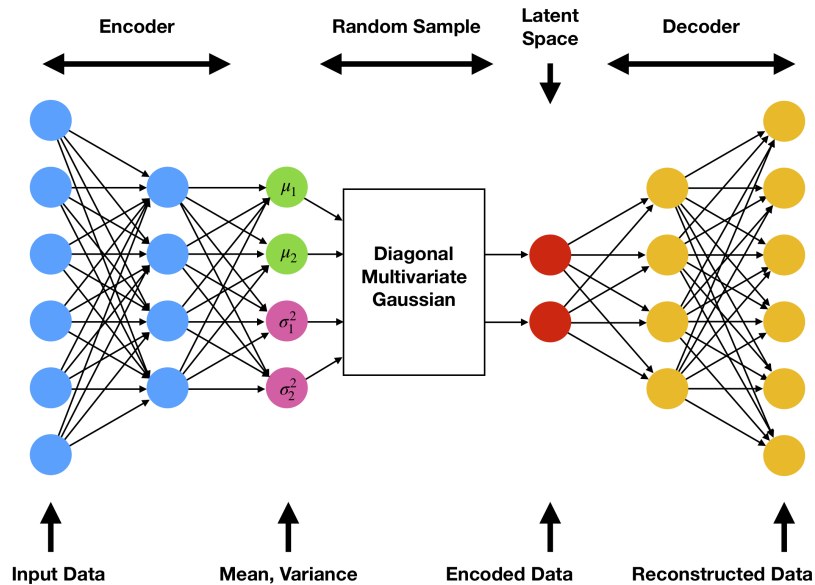 Encoder
Random Sample
Latent
Space
Decoder
μ₁
μ₂
σ₁²
σ₂²
Diagonal
Multivariate
Gaussian
Input Data
Mean, Variance
Encoded Data
Reconstructed Data